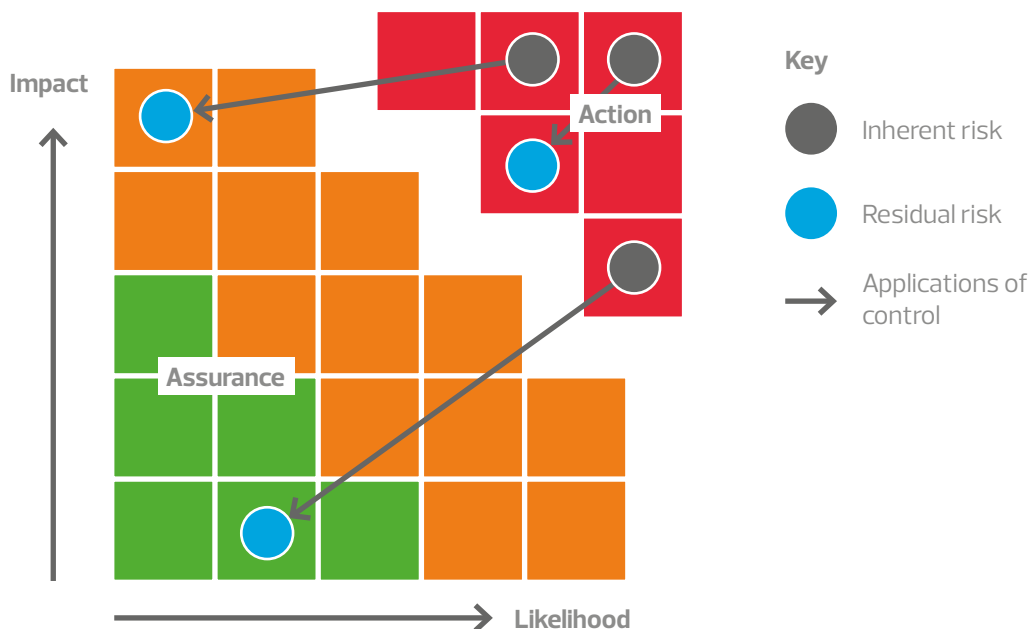 Impact
Action
Assurance
Likelihood
Key
Inherent risk
Residual risk
Applications of
control